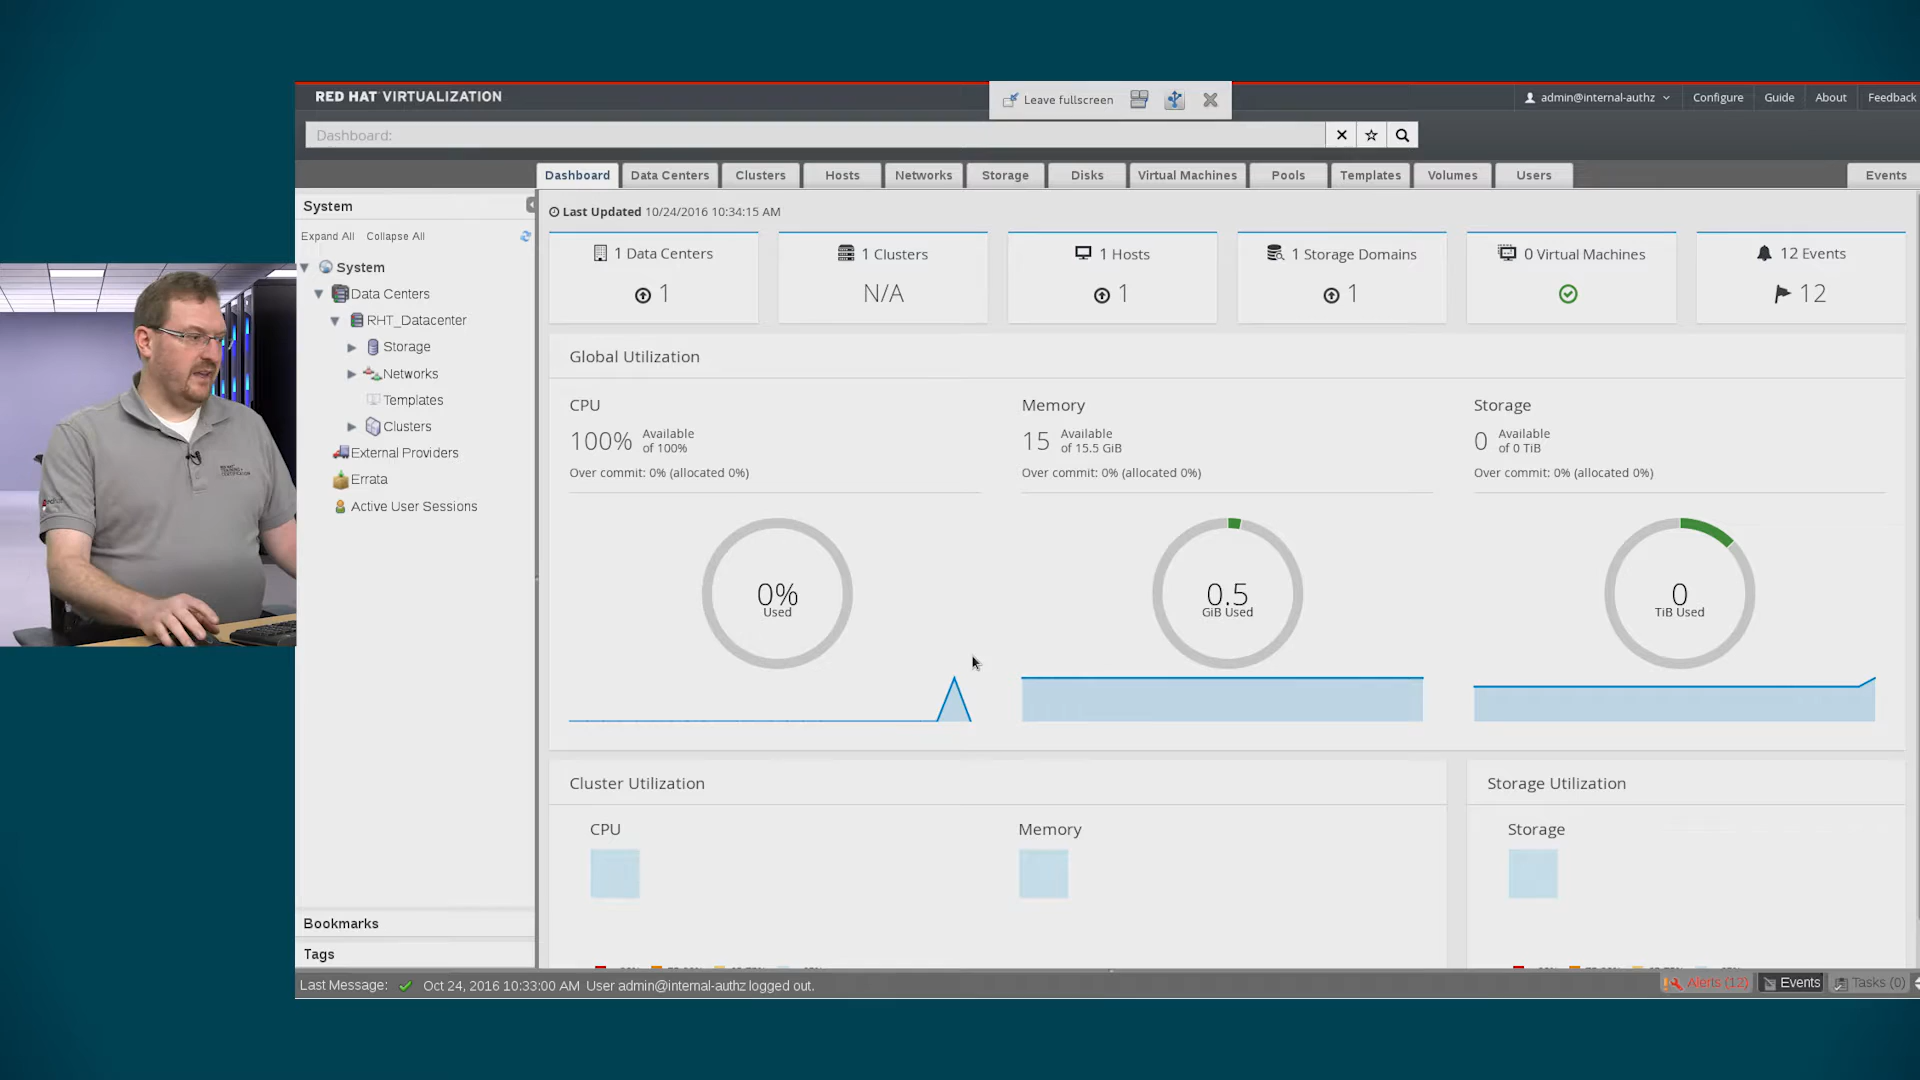 RED HAT VIRTUALIZATION
Leave fullscreen
admin@internal-authz
Configure
Guide
About
Feedback
Dashboard:
Dashboard
Data Centers
Clusters
Hosts
Networks
Storage
Disks
Virtual Machines
Pools
Templates
Volumes
Users
Events
System
Expand All
Collapse All
System
Data Centers
RHT_Datacenter
Storage
Networks
Templates
Clusters
External Providers
Errata
Active User Sessions
Bookmarks
Tags
Last Updated 10/24/2016 10:34:15 AM
1 Data Centers
1
1 Clusters
N/A
1 Hosts
1
1 Storage Domains
1
0 Virtual Machines
12 Events
12
Global Utilization
CPU
100% Available
of 100%
Over commit: 0% (allocated 0%)
0%
Used
Memory
15 Available
of 15.5 GiB
Over commit: 0% (allocated 0%)
0.5
GiB Used
Storage
0 Available
of 0 TiB
Over commit: 0% (allocated 0%)
0
TiB Used
Cluster Utilization
CPU
Memory
Storage Utilization
Storage
Last Message:
Oct 24, 2016 10:33:00 AM User admin@internal-authz logged out.
Alerts (12)
Events
Tasks (0)